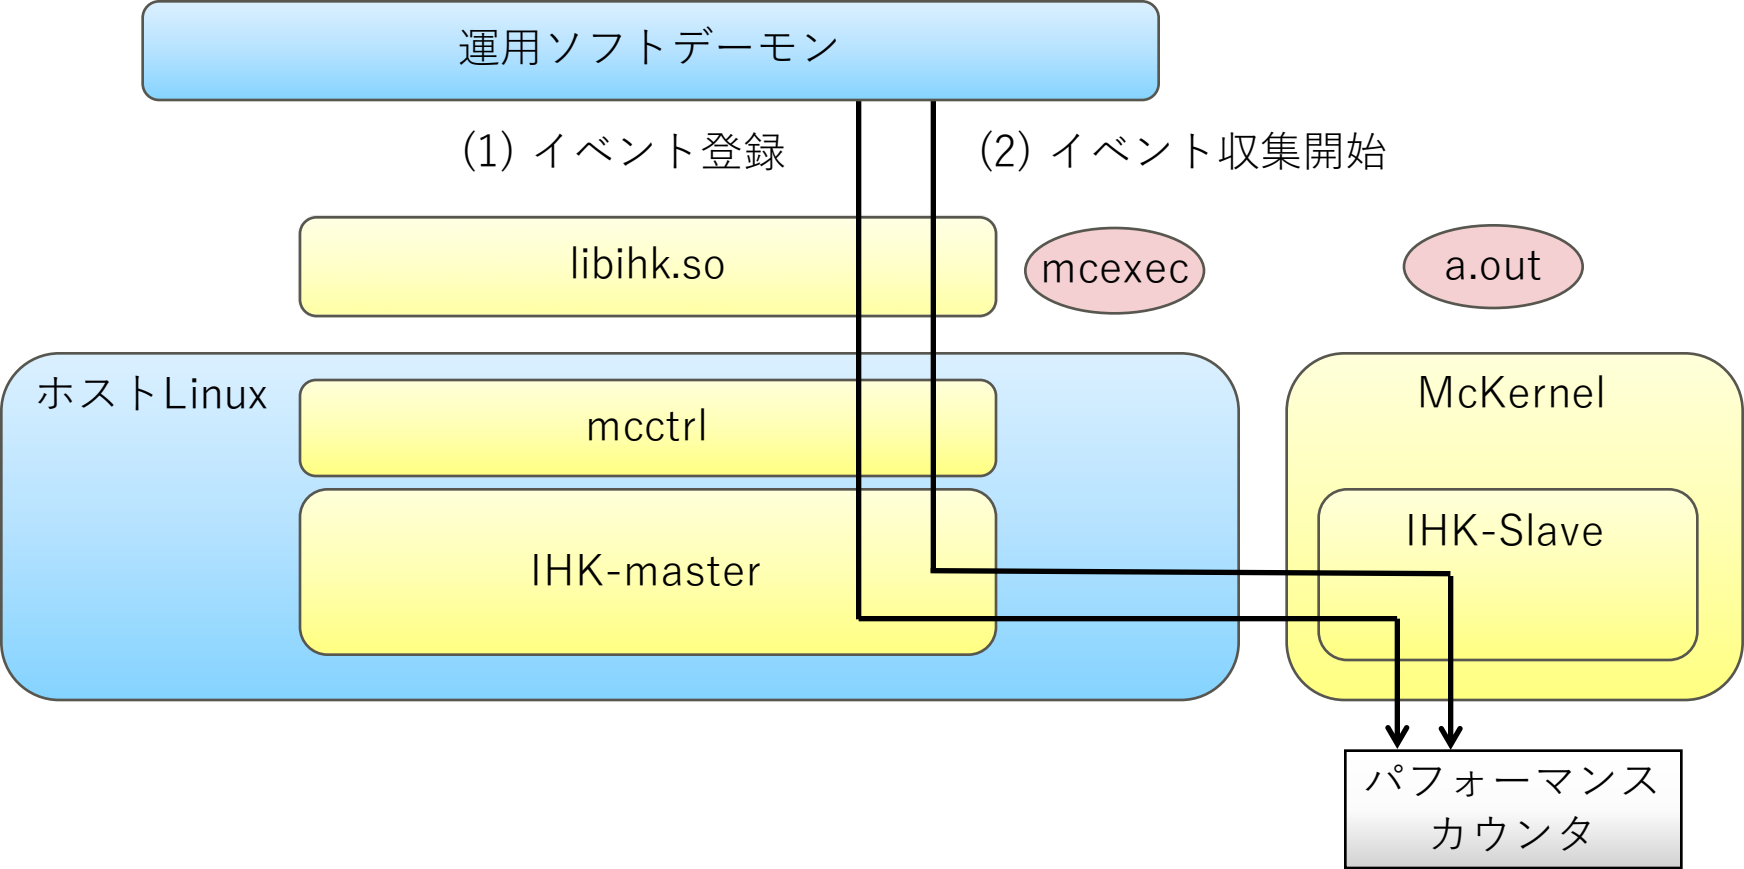 運用ソフトデーモン
(1) イベント登録
(2) イベント収集開始
libihk.so
mcexec
a.out
ホストLinux
mcctrl
IHK-master
McKernel
IHK-Slave
パフォーマンス
カウンタ